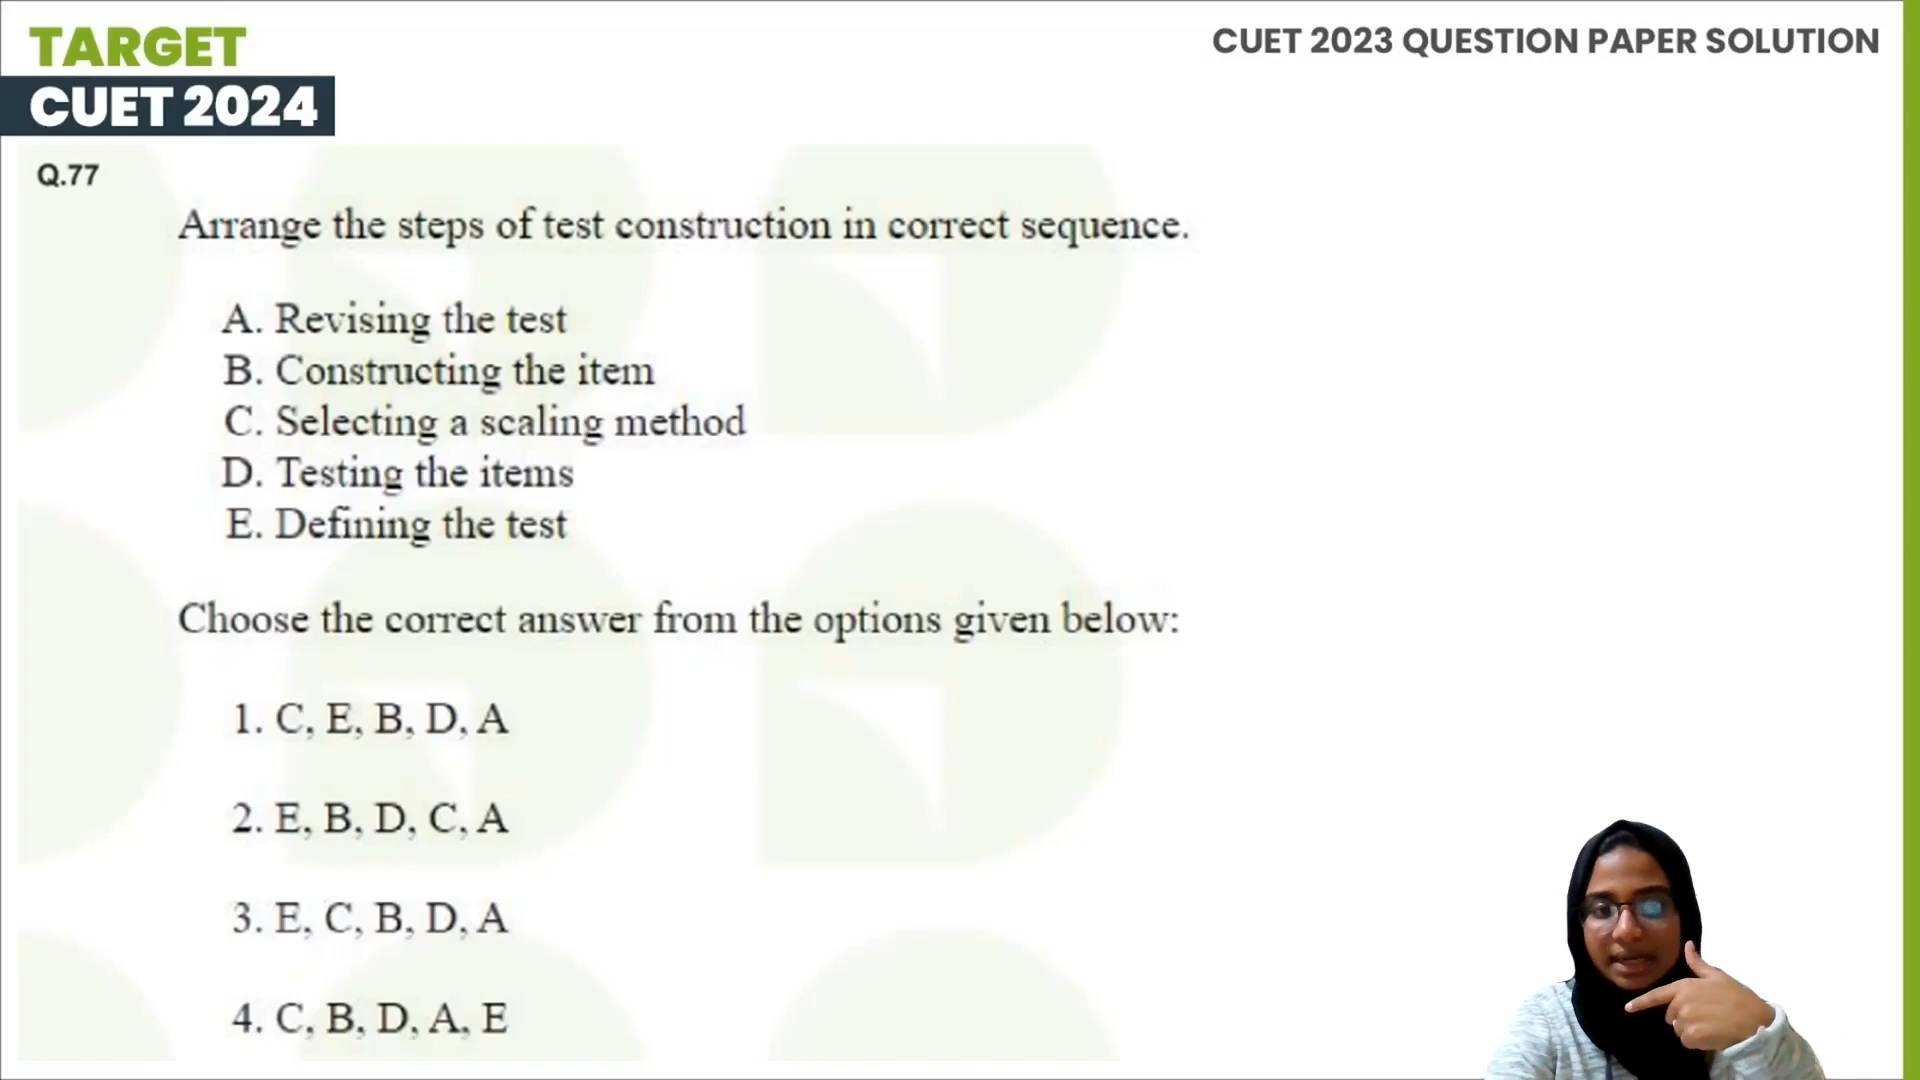 TARGET
CUET 2024
CUET 2023 QUESTION PAPER SOLUTION
Q.77
Arrange the steps of test construction in correct sequence.
A. Revising the test
B. Constructing the item
C. Selecting a scaling method
D. Testing the items
E. Defining the test
Choose the correct answer from the options given below:
1. C, E, B, D, A
2. E, B, D, C, A
3. E, C, B, D, A
4. C, B, D, A, E